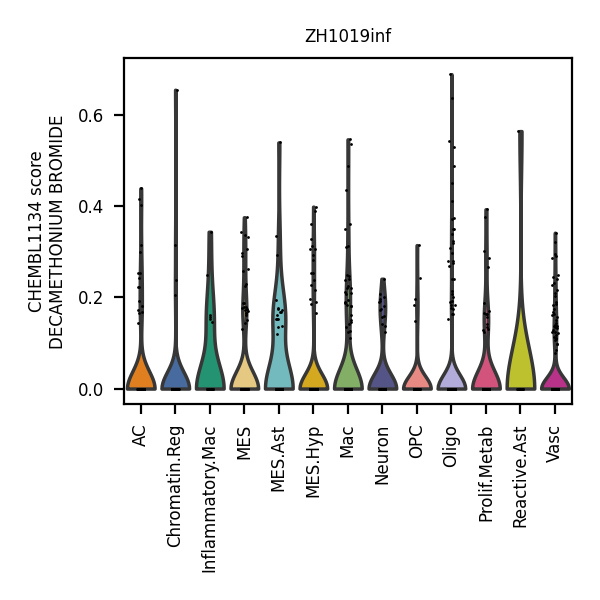 ZH1019inf
CHEMBL1134 score
DECAMETHONIUM BROMIDE
0.6
0.4
0.2
0.0
AC
Chromatin.Reg
Inflammatory.Mac
MES
MES.Ast
MES.Hyp
Mac
Neuron
OPC
Oligo
Prolif.Metab
Reactive.Ast
Vasc